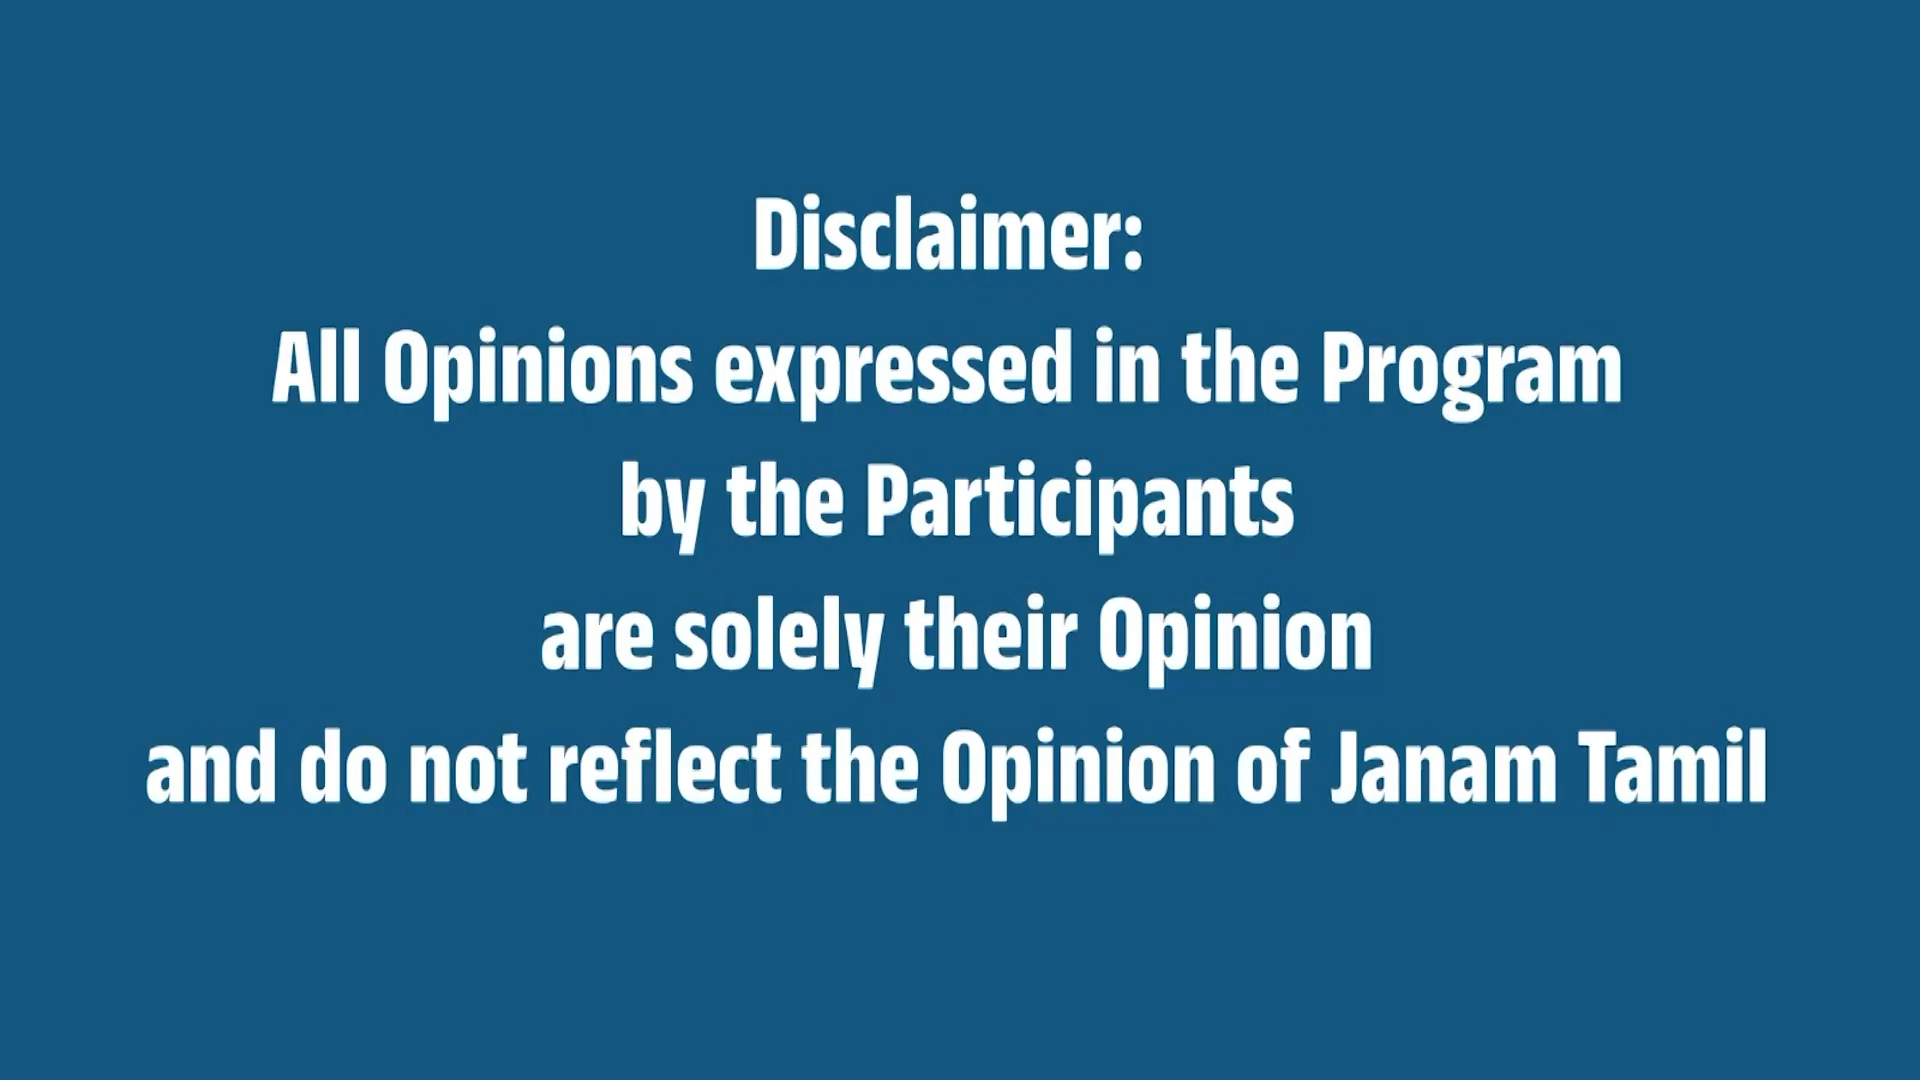 Disclaimer:
All Opinions expressed in the Program
by the Participants
are solely their Opinion
and do not reflect the Opinion of Janam Tamil